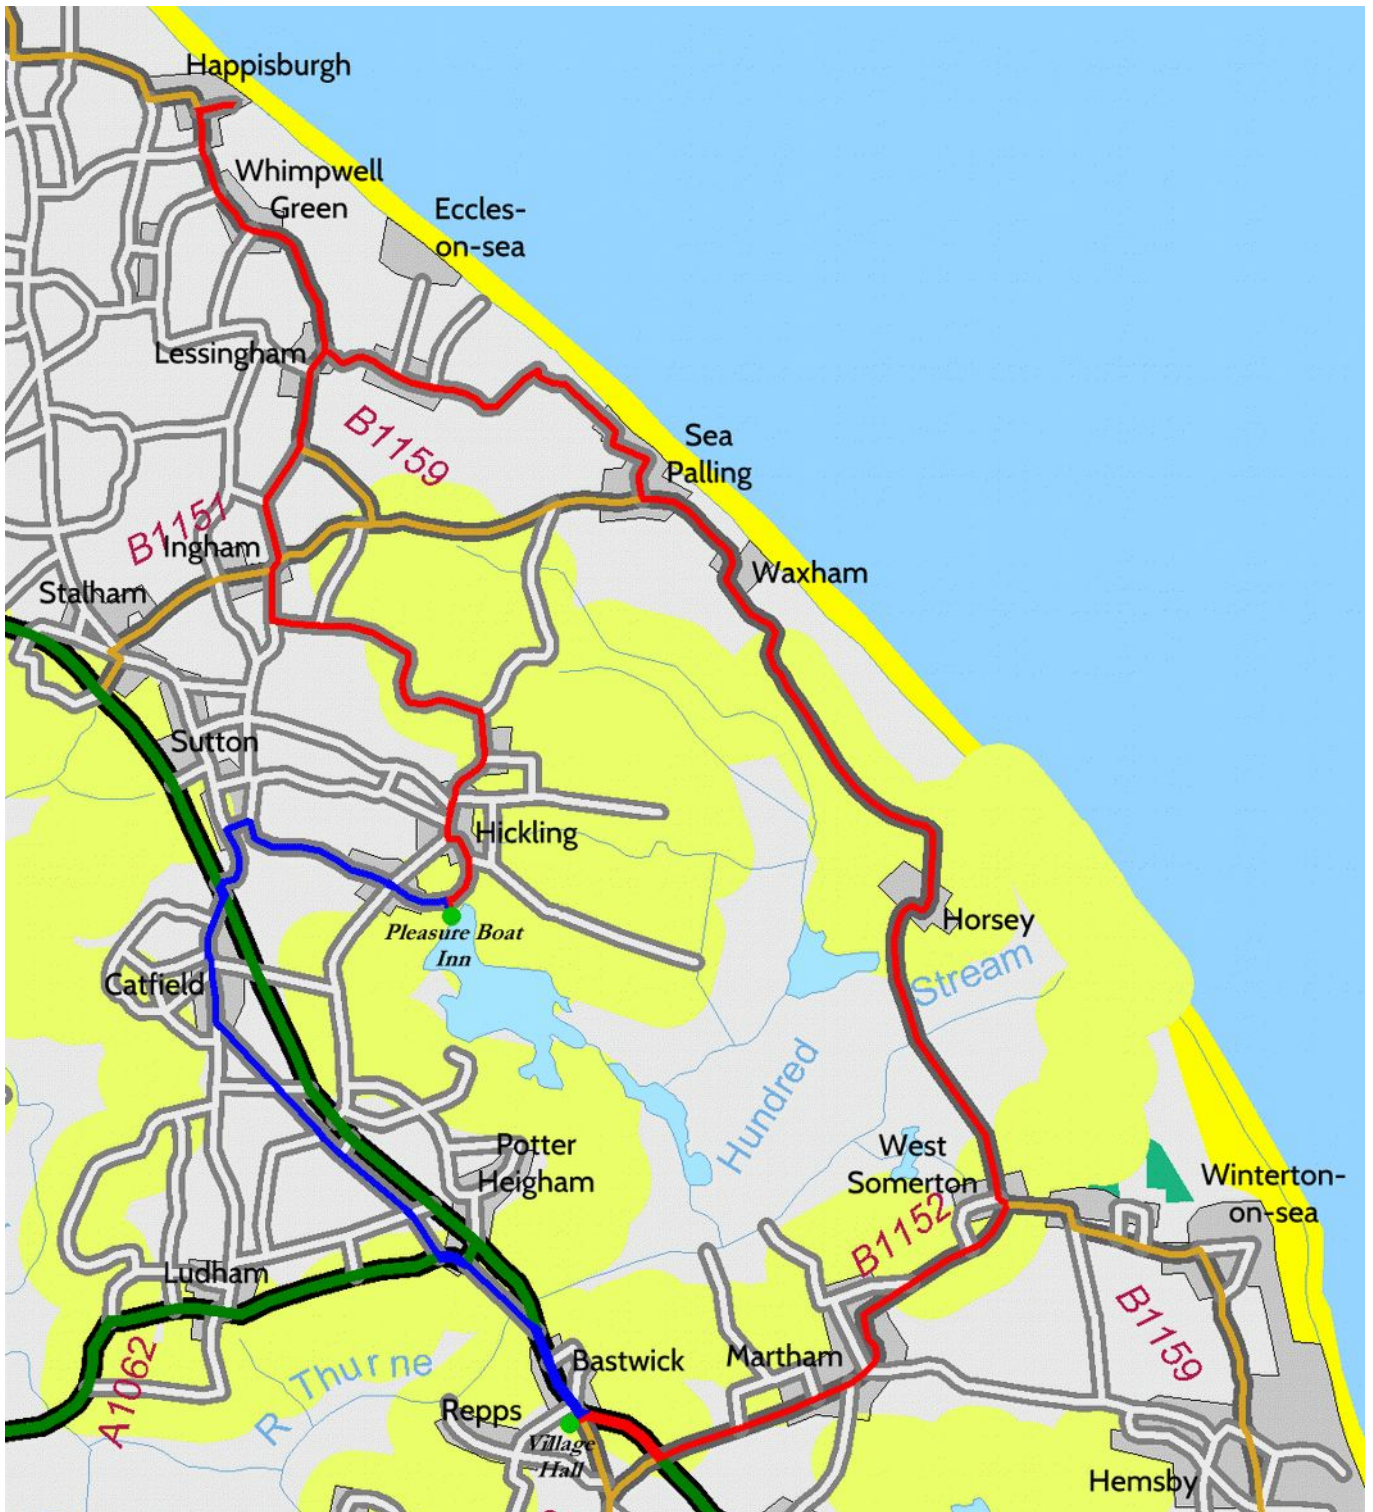 Happisburgh
Whimpwell
Green
Eccles-
on-sea
Lessingham
B1159
Sea
Palling
B1151
Ingham
Waxham
Stalham
Sutton
Hickling
Pleasure Boat
Inn
Horsey
Stream
Catfield
Hundred
Potter
Heigham
West
Somerton
Winterton-
on-sea
B1152
Ludham
B1159
A1062
R Thurne
Bastwick
Martham
Repps
Village
Hall
Hemsby